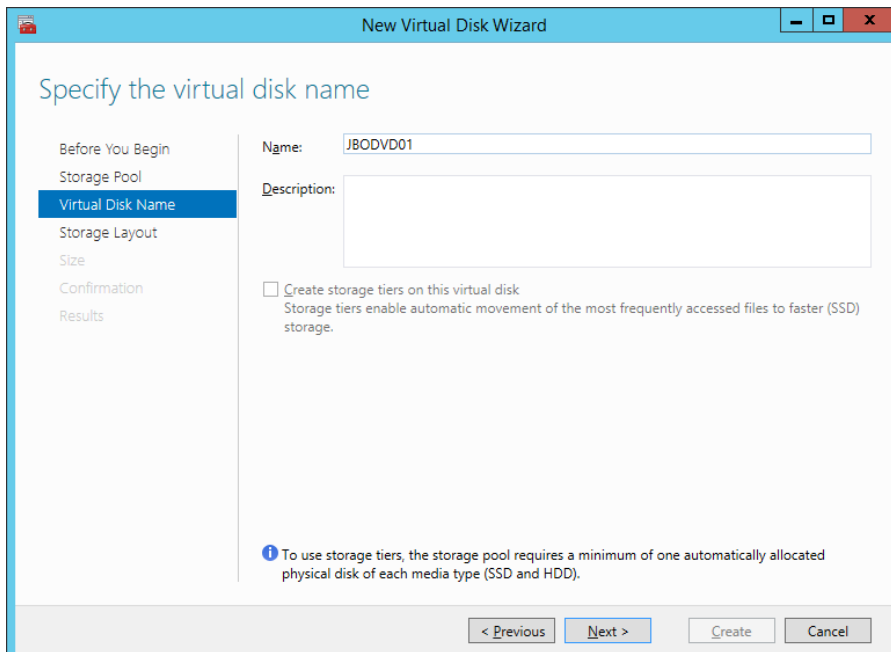 New Virtual Disk Wizard
Specify the virtual disk name
Before You Begin
Storage Pool
Virtual Disk Name
Storage Layout
Size
Confirmation
Results
Name:
JBODVD01
Description:
Create storage tiers on this virtual disk
Storage tiers enable automatic movement of the most frequently accessed files to faster (SSD)
storage.
To use storage tiers, the storage pool requires a minimum of one automatically allocated
physical disk of each media type (SSD and HDD).
< Previous
Next >
Create
Cancel